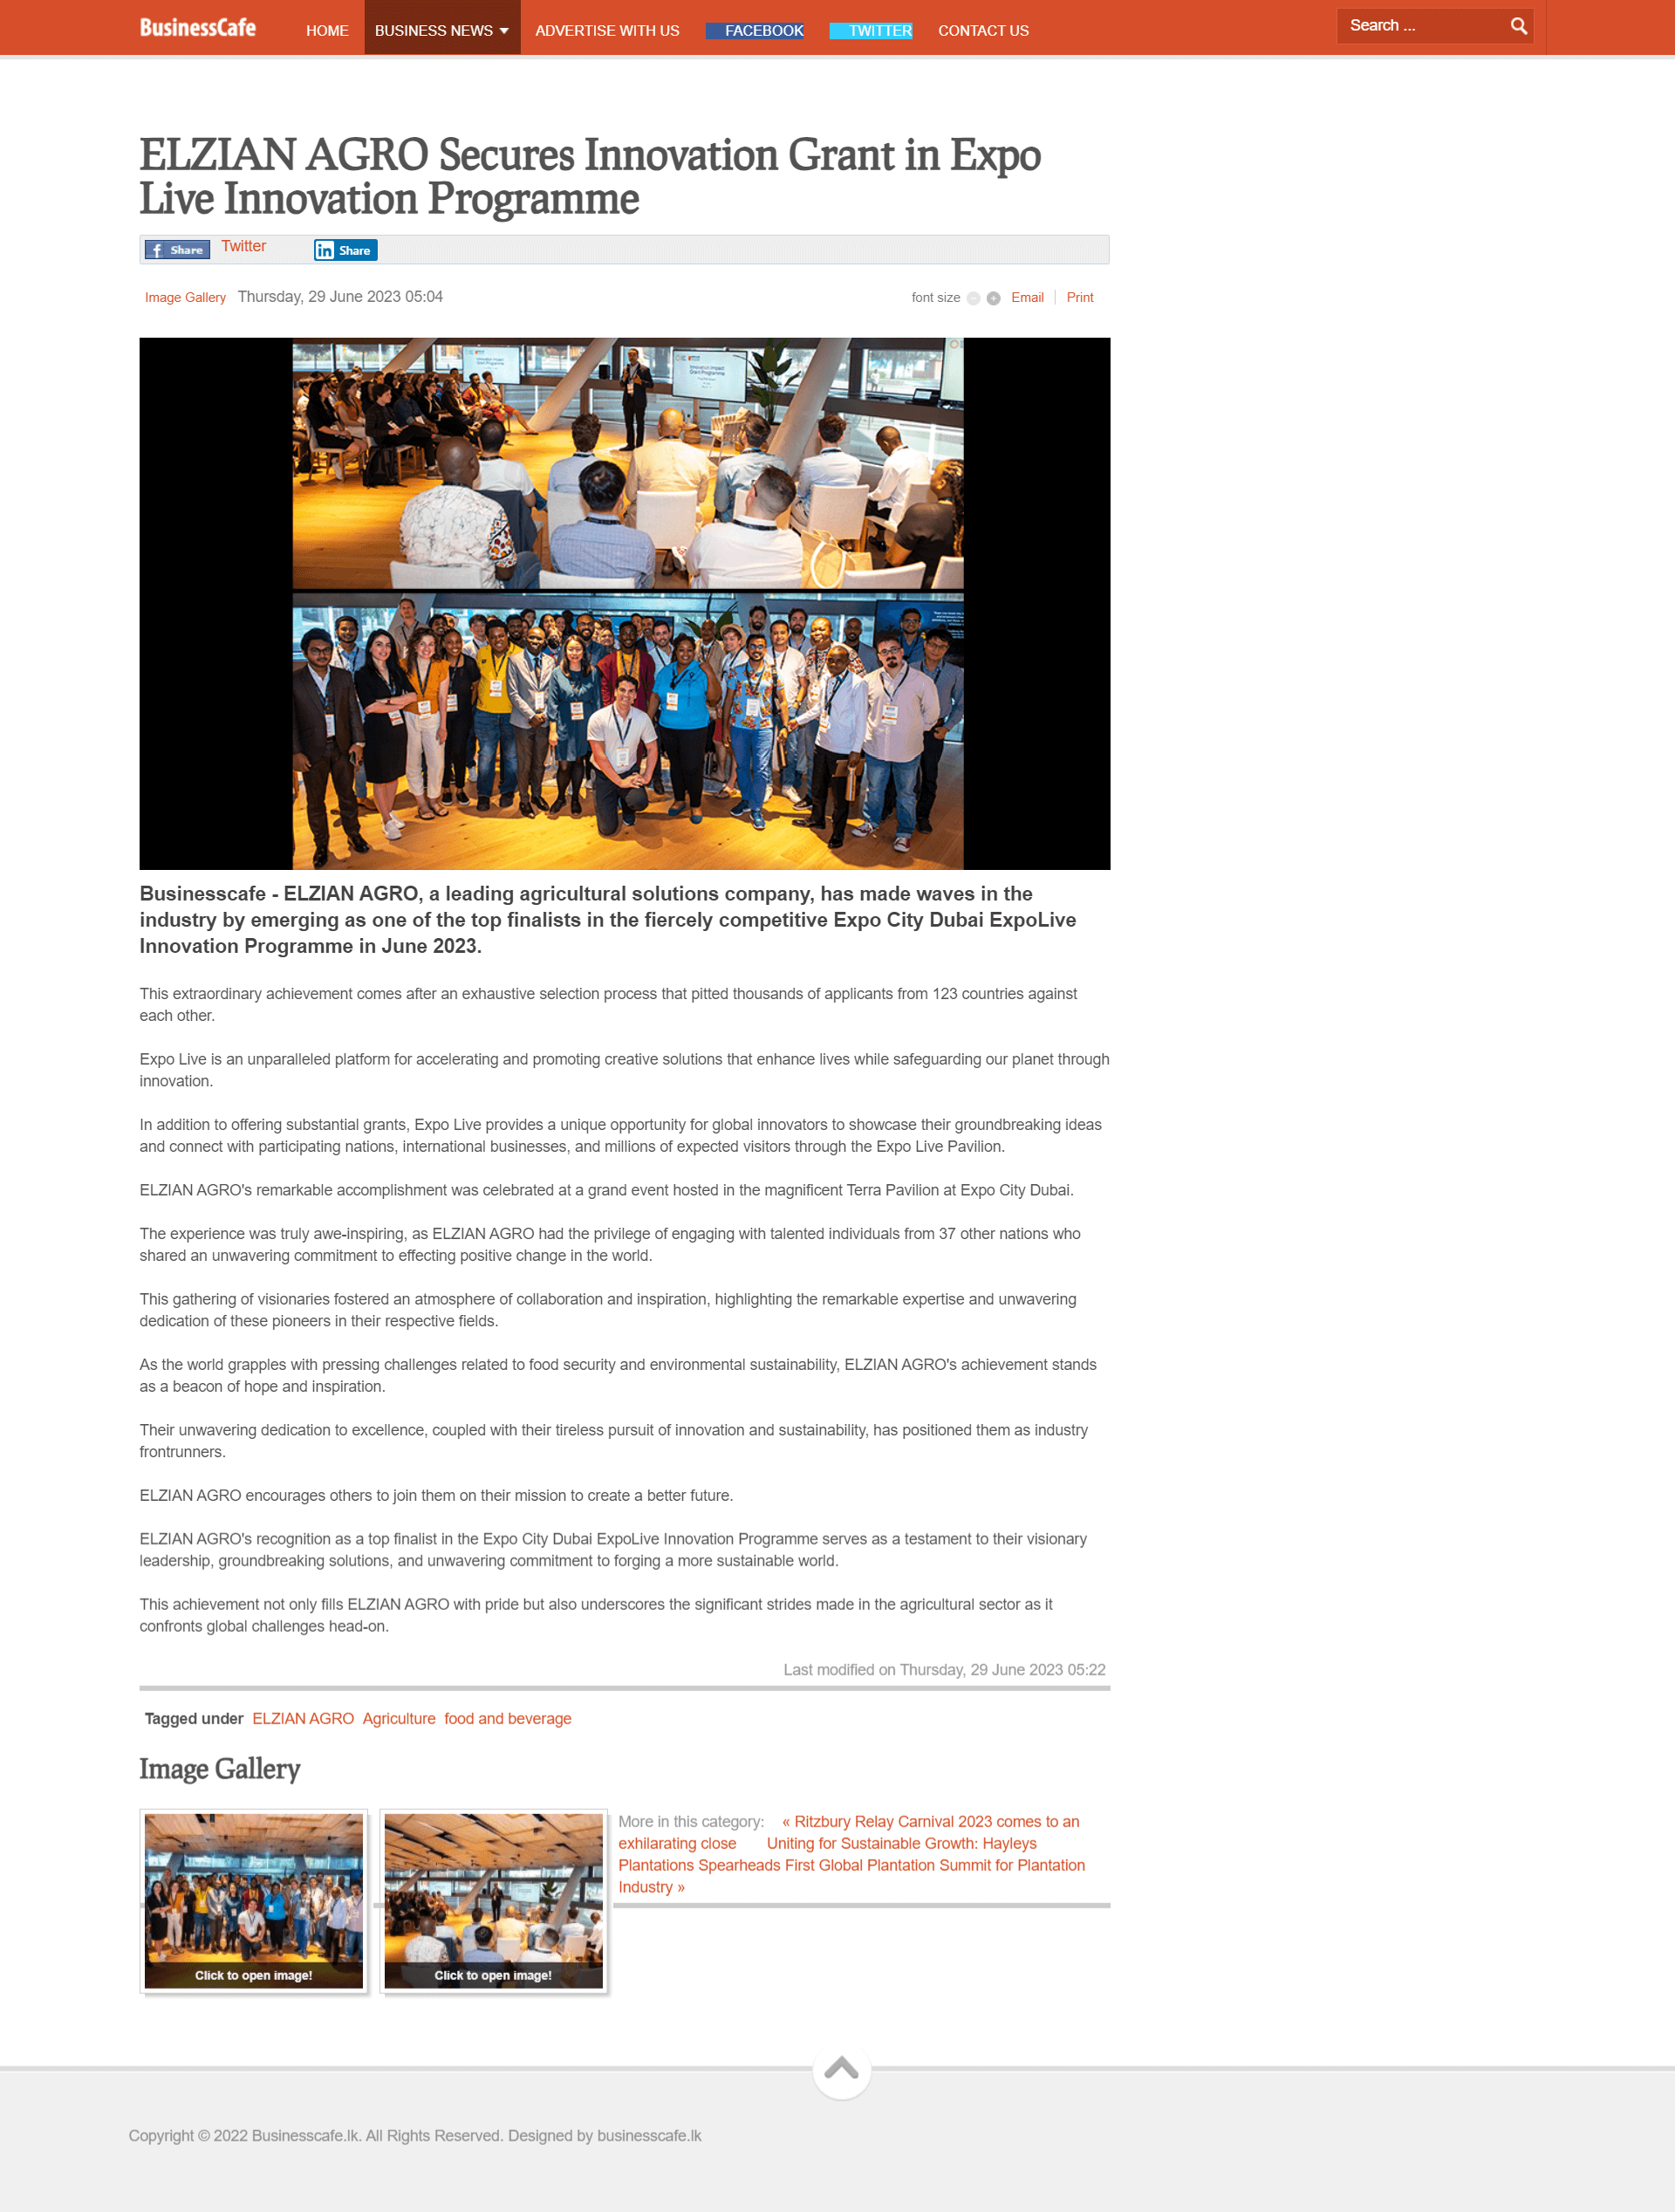 BusinessCafe
HOME
BUSINESS NEWS
ADVERTISE WITH US
FACEBOOK
TWITTER
CONTACT US
Search ...
ELZIAN AGRO Secures Innovation Grant in Expo
Live Innovation Programme
Share
Twitter
Share
Image Gallery Thursday, 29 June 2023 05:04
font size Email Print
Businesscafe - ELZIAN AGRO, a leading agricultural solutions company, has made waves in the
industry by emerging as one of the top finalists in the fiercely competitive Expo City Dubai ExpoLive
Innovation Programme in June 2023.
This extraordinary achievement comes after an exhaustive selection process that pitted thousands of applicants from 123 countries against
each other.
Expo Live is an unparalleled platform for accelerating and promoting creative solutions that enhance lives while safeguarding our planet through
innovation.
In addition to offering substantial grants, Expo Live provides a unique opportunity for global innovators to showcase their groundbreaking ideas
and connect with participating nations, international businesses, and millions of expected visitors through the Expo Live Pavilion.
ELZIAN AGRO's remarkable accomplishment was celebrated at a grand event hosted in the magnificent Terra Pavilion at Expo City Dubai.
The experience was truly awe-inspiring, as ELZIAN AGRO had the privilege of engaging with talented individuals from 37 other nations who
shared an unwavering commitment to effecting positive change in the world.
This gathering of visionaries fostered an atmosphere of collaboration and inspiration, highlighting the remarkable expertise and unwavering
dedication of these pioneers in their respective fields.
As the world grapples with pressing challenges related to food security and environmental sustainability, ELZIAN AGRO's achievement stands
as a beacon of hope and inspiration.
Their unwavering dedication to excellence, coupled with their tireless pursuit of innovation and sustainability, has positioned them as industry
frontrunners.
ELZIAN AGRO encourages others to join them on their mission to create a better future.
ELZIAN AGRO's recognition as a top finalist in the Expo City Dubai ExpoLive Innovation Programme serves as a testament to their visionary
leadership, groundbreaking solutions, and unwavering commitment to forging a more sustainable world.
This achievement not only fills ELZIAN AGRO with pride but also underscores the significant strides made in the agricultural sector as it
confronts global challenges head-on.
Last modified on Thursday, 29 June 2023 05:22
Tagged under ELZIAN AGRO Agriculture food and beverage
Image Gallery
Click to open image!
Click to open image!
More in this category: « Ritzbury Relay Carnival 2023 comes to an
exhilarating close Uniting for Sustainable Growth: Hayleys
Plantations Spearheads First Global Plantation Summit for Plantation
Industry »
Copyright © 2022 Businesscafe.lk. All Rights Reserved. Designed by businesscafe.lk